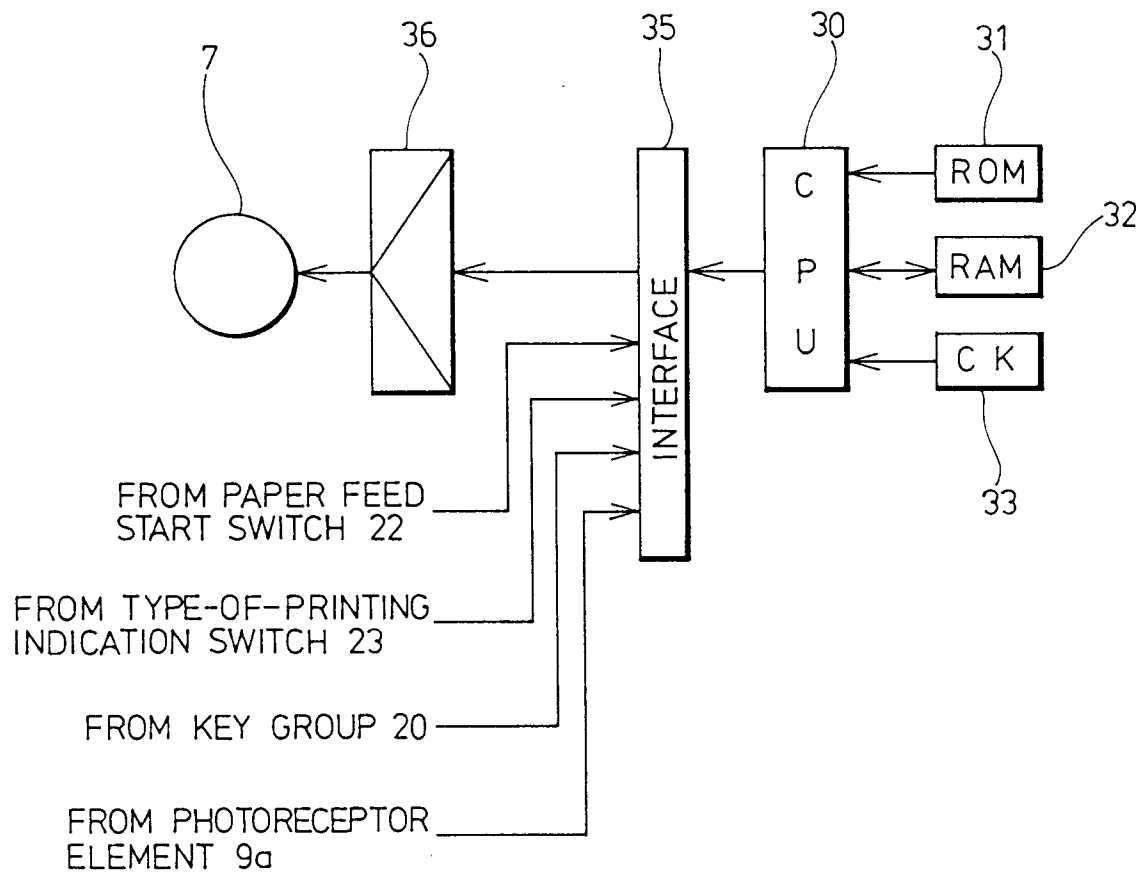 7
36
35
30
31
32
33
ROM
RAM
C K
C P U
INTERFACE
FROM PAPER FEED
START SWITCH 22
FROM TYPE-OF-PRINTING
INDICATION SWITCH 23
FROM KEY GROUP 20
FROM PHOTORECEPTOR
ELEMENT 9a